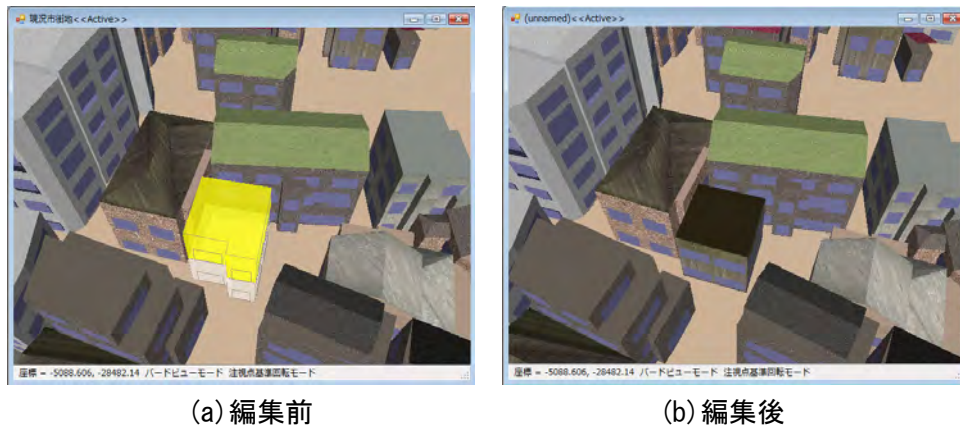 現況市街地<<Active>>
(unnamed)<<Active>>
座標 = -5088.606, -28482.14 バードビューモード 注視点基準回転モード
座標 = -5088.606, -28482.14 バードビューモード 注視点基準回転モード
(a)編集前
(b)編集後